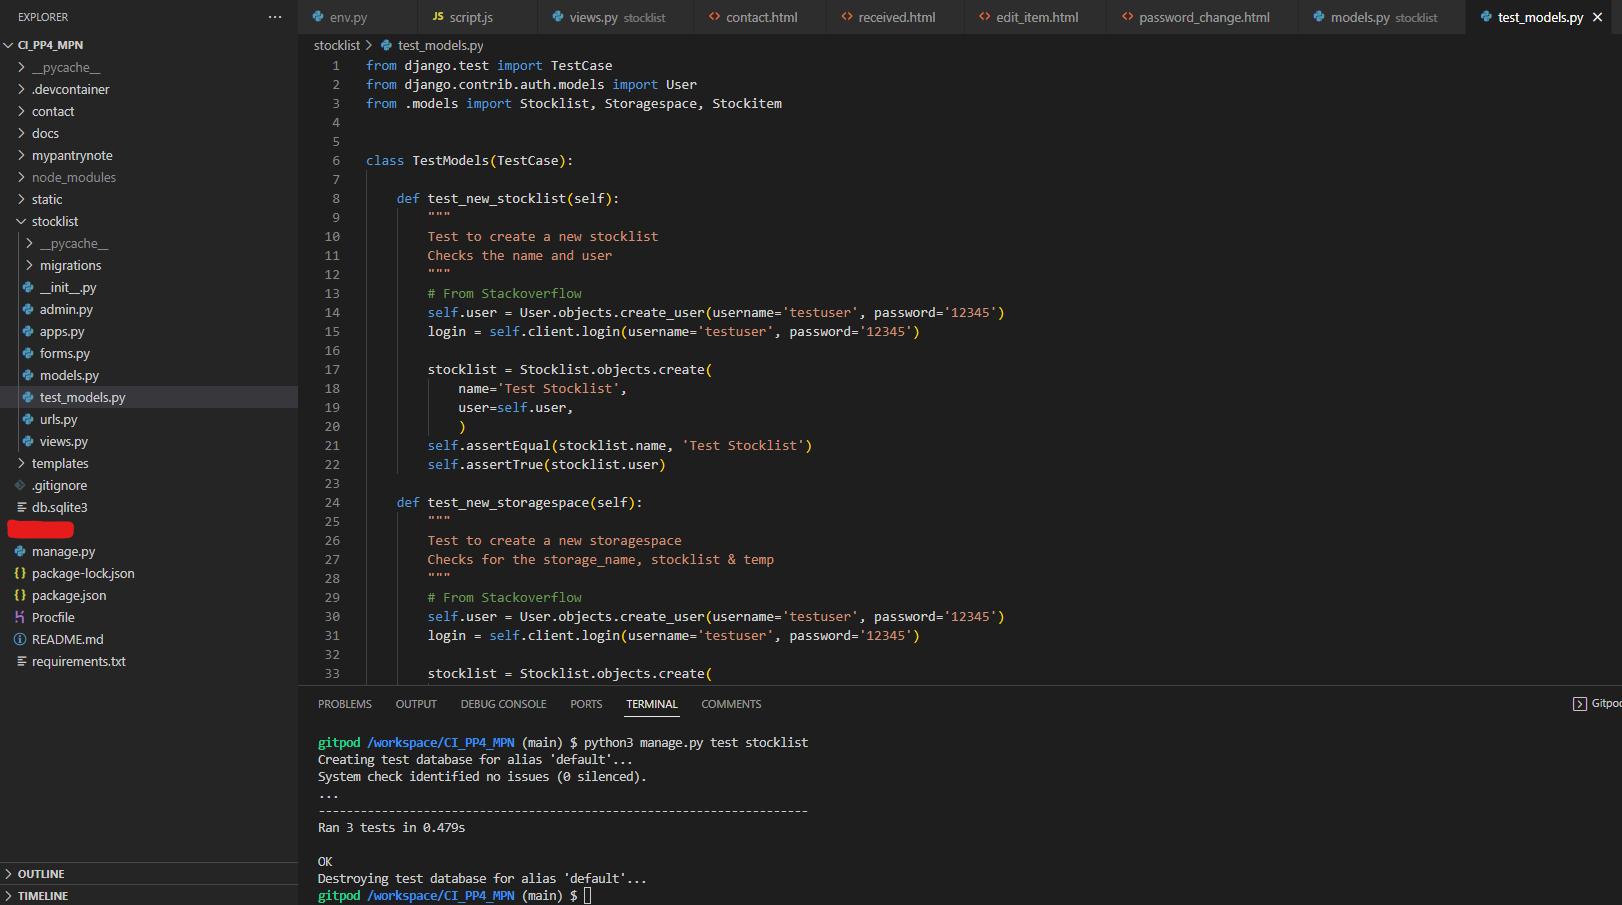 EXPLORER
CI_PP4_MPN
__pycache__
.devcontainer
contact
docs
mypantrynote
node_modules
static
stocklist
__pycache__
migrations
__init__.py
admin.py
apps.py
forms.py
models.py
test_models.py
urls.py
views.py
templates
.gitignore
db.sqlite3
manage.py
package-lock.json
package.json
Procfile
README.md
requirements.txt
OUTLINE
TIMELINE
env.py
JS script.js
views.py stocklist
contact.html
received.html
edit_item.html
password_change.html
models.py stocklist
test_models.py
stocklist > test_models.py
1 from django.test import TestCase
2 from django.contrib.auth.models import User
3 from .models import Stocklist, Storagespace, Stockitem
4
5
6 class TestModels(TestCase):
7
8 def test_new_stocklist(self):
9 """
10 Test to create a new stocklist
11 Checks the name and user
12 """
13 # From Stackoverflow
14 self.user = User.objects.create_user(username='testuser', password='12345')
15 login = self.client.login(username='testuser', password='12345')
16
17 stocklist = Stocklist.objects.create(
18 name='Test Stocklist',
19 user=self.user,
20 )
21 self.assertEqual(stocklist.name, 'Test Stocklist')
22 self.assertTrue(stocklist.user)
23
24 def test_new_storagespace(self):
25 """
26 Test to create a new storagespace
27 Checks for the storage_name, stocklist & temp
28 """
29 # From Stackoverflow
30 self.user = User.objects.create_user(username='testuser', password='12345')
31 login = self.client.login(username='testuser', password='12345')
32
33 stocklist = Stocklist.objects.create(
PROBLEMS
OUTPUT
DEBUG CONSOLE
PORTS
TERMINAL
COMMENTS
Gitpod
gitpod /workspace/CI_PP4_MPN (main) $ python3 manage.py test stocklist
Creating test database for alias 'default'...
System check identified no issues (0 silenced).
...
----------------------------------------------------------------------
Ran 3 tests in 0.479s
OK
Destroying test database for alias 'default'...
gitpod /workspace/CI_PP4_MPN (main) $